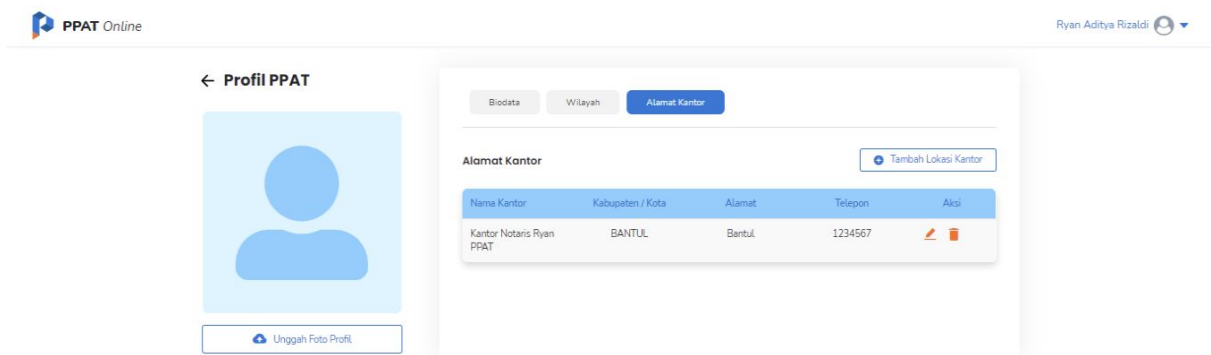 PPAT Online
Ryan Aditya Rizaldi
Profil PPAT
Biodata
Wilayah
Alamat Kantor
Alamat Kantor
Tambah Lokasi Kantor
Nama Kantor Kabupaten / Kota Alamat Telepon Aksi
Kantor Notaris Ryan BANTUL Bantul 1234567
PPAT
Unggah Foto Profil